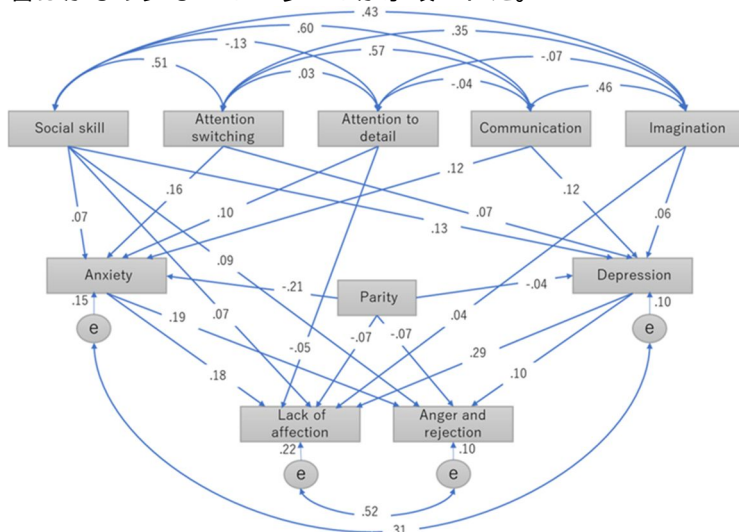 .43
.60
.35
-.13
.57
-.07
.51
.03
-.04
.46
Social skill
Attention
switching
Attention to
detail
Communication
Imagination
.16
.12
.12
.07
.10
.07
.06
.13
.09
Anxiety
-.21
Parity
-.04
Depression
.15
.10
e
e
.19
.07
-.07
-.07
.04
-.05
.29
.18
.10
Lack of
affection
Anger and
rejection
.22
.10
e
e
.52
.31